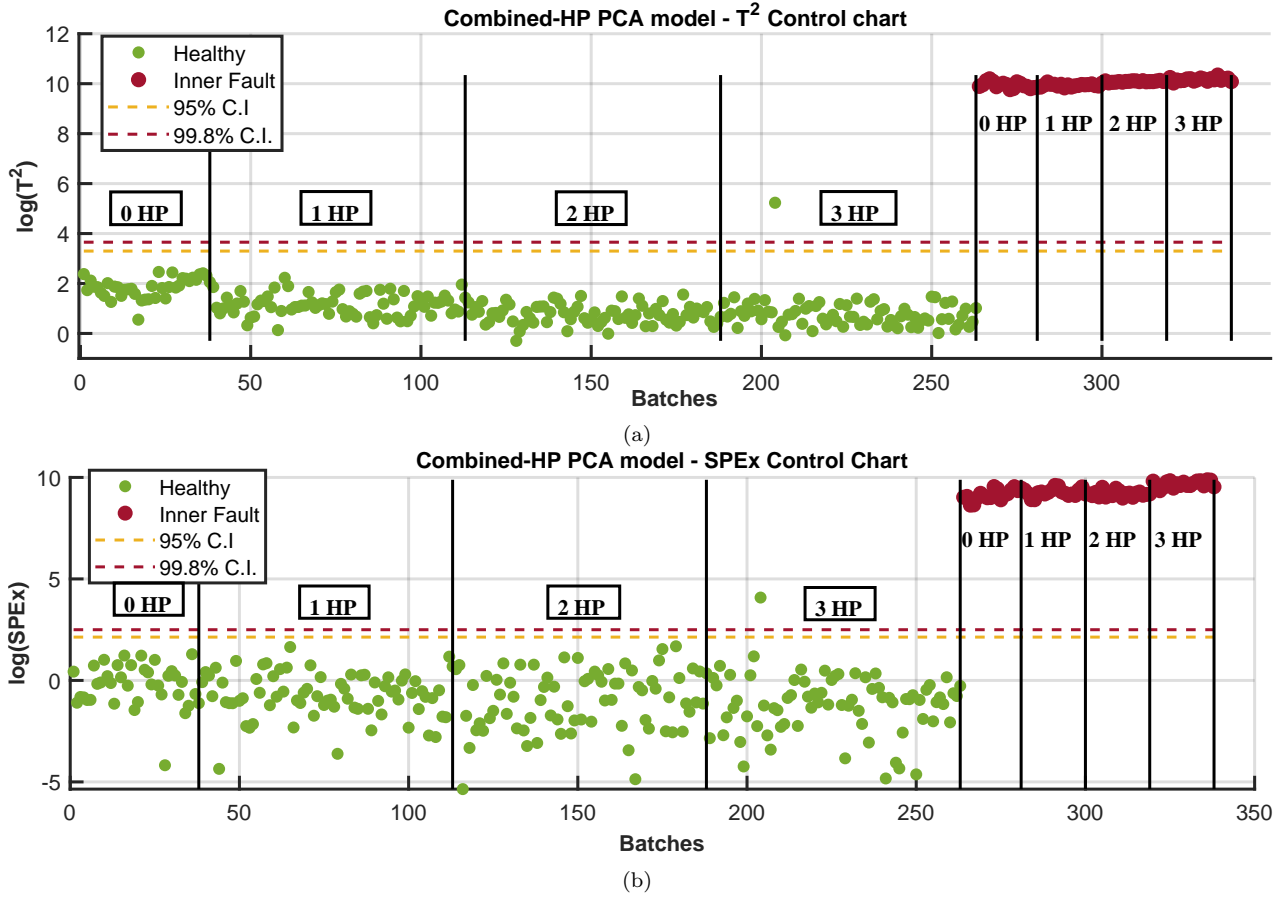 Combined-HP PCA model - T² Control chart
12
10
8
6
4
2
0
log(T²)
Healthy
Inner Fault
95% C.I
99.8% C.I.
0 HP
1 HP
2 HP
3 HP
0 HP
1 HP
2 HP
3 HP
0
50
100
150
200
250
300
Batches
(a)
Combined-HP PCA model - SPEx Control Chart
10
5
0
-5
log(SPEx)
Healthy
Inner Fault
95% C.I
99.8% C.I.
0 HP
1 HP
2 HP
3 HP
0 HP
1 HP
2 HP
3 HP
0
50
100
150
200
250
300
350
Batches
(b)